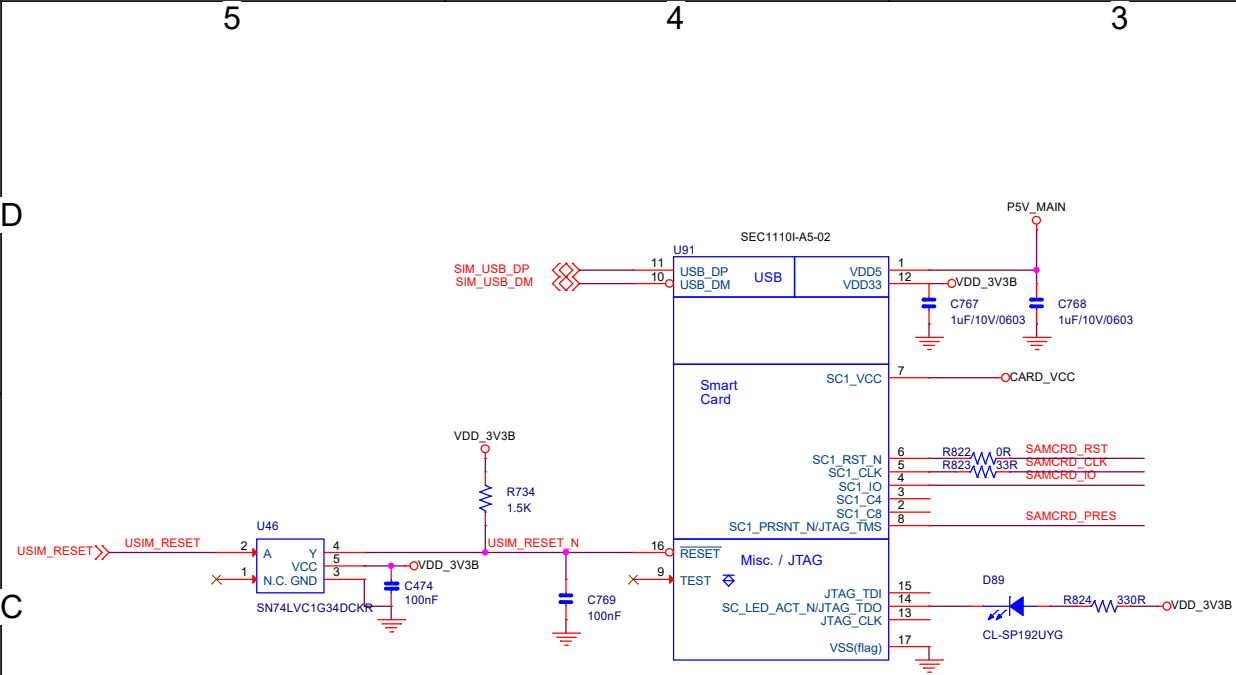 5 4 3
D
P5V_MAIN
SEC1110I-A5-02
U91
SIM_USB_DP 11 USB_DP USB VDD5 1
SIM_USB_DM 10 USB_DM VDD33 12 VDD_3V3B
C767 C768
1uF/10V/0603 1uF/10V/0603
Smart
Card
SC1_VCC 7 CARD_VCC
VDD_3V3B
SC1_RST_N 6 R822 0R SAMCRD_RST
SC1_CLK 5 R823 33R SAMCRD_CLK
SC1_IO 4 SAMCRD_IO
SC1_C4 3
SC1_C8 2
SC1_PRSNT_N/JTAG_TMS 8 SAMCRD_PRES
R734
1.5K
U46
USIM_RESET USIM_RESET 2 A Y 4 USIM_RESET_N 16 RESET Misc. / JTAG
VCC 5 VDD_3V3B
1 N.C. GND 3 9 TEST
C474
100nF
SN74LVC1G34DCKR
C769
100nF
C
JTAG_TDI 15
SC_LED_ACT_N/JTAG_TDO 14 D89 R824 330R VDD_3V3B
JTAG_CLK 13
CL-SP192UYG
VSS(flag) 17